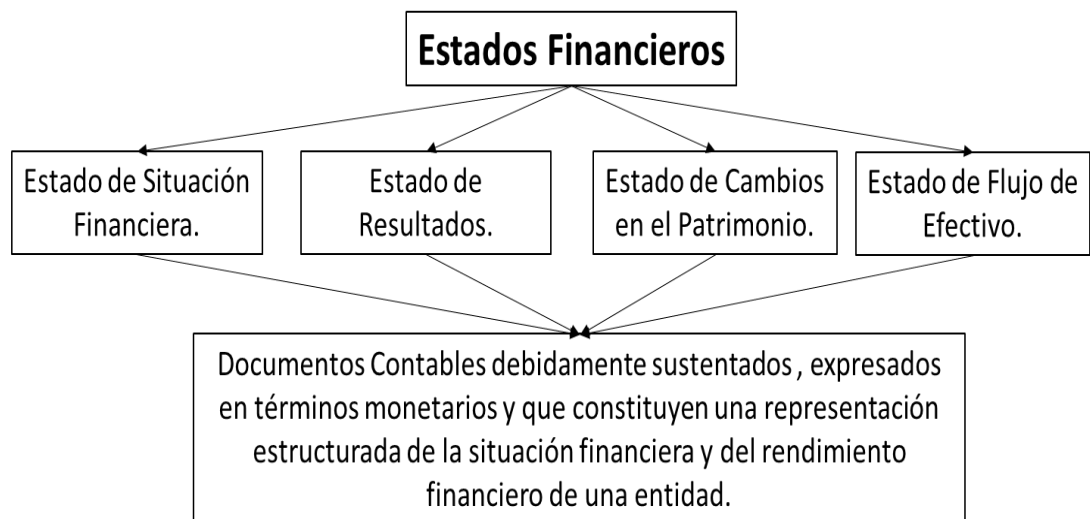 Estados Financieros
Estado de Situación
Financiera.
Estado de
Resultados.
Estado de Cambios
en el Patrimonio.
Estado de Flujo de
Efectivo.
Documentos Contables debidamente sustentados , expresados
en términos monetarios y que constituyen una representación
estructurada de la situación financiera y del rendimiento
financiero de una entidad.